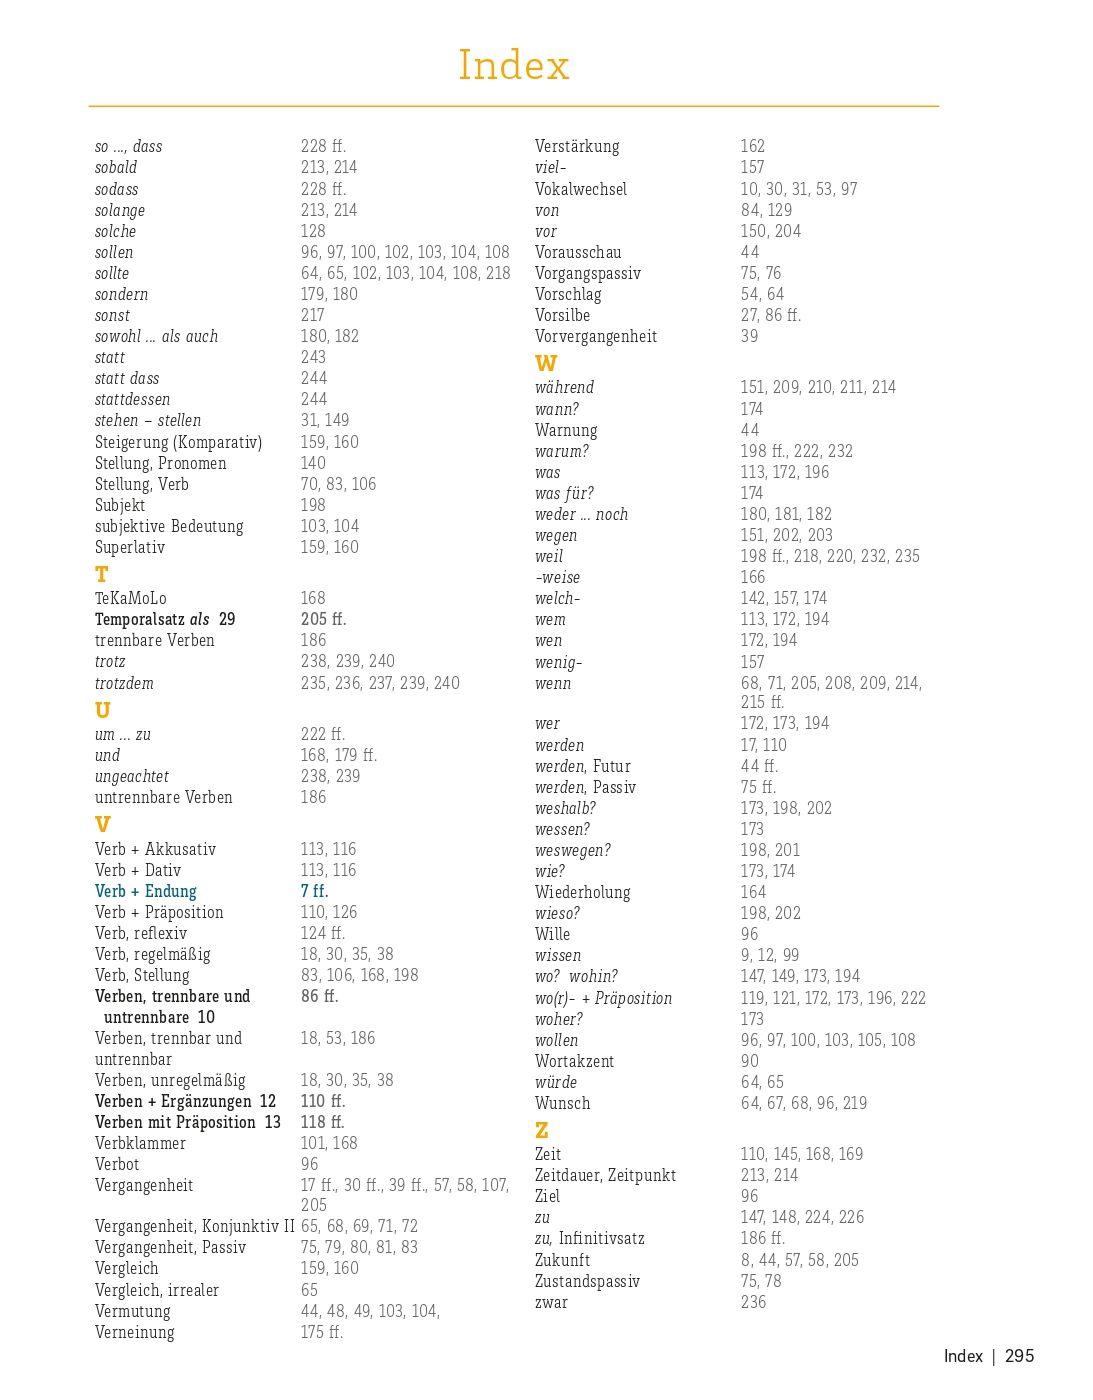 Index
so ..., dass 228 ff.
sobald 213, 214
sodass 228 ff.
solange 213, 214
solche 128
sollen 96, 97, 100, 102, 103, 104, 108
sollte 64, 65, 102, 103, 104, 108, 218
sondern 179, 180
sonst 217
sowohl ... als auch 180, 182
statt 243
statt dass 244
stattdessen 244
stehen – stellen 31, 149
Steigerung (Komparativ) 159, 160
Stellung, Pronomen 140
Stellung, Verb 70, 83, 106
Subjekt 198
subjektive Bedeutung 103, 104
Superlativ 159, 160
T
TeKaMoLo 168
Temporalsatz als 29 205 ff.
trennbare Verben 186
trotz 238, 239, 240
trotzdem 235, 236, 237, 239, 240
U
um ... zu 222 ff.
und 168, 179 ff.
ungeachtet 238, 239
untrennbare Verben 186
V
Verb + Akkusativ 113, 116
Verb + Dativ 113, 116
Verb + Endung 7 ff.
Verb + Präposition 110, 126
Verb, reflexiv 124 ff.
Verb, regelmäßig 18, 30, 35, 38
Verb, Stellung 83, 106, 168, 198
Verben, trennbare und 86 ff.
untrennbare 10
Verben, trennbar und 18, 53, 186
untrennbar
Verben, unregelmäßig 18, 30, 35, 38
Verben + Ergänzungen 12 110 ff.
Verben mit Präposition 13 118 ff.
Verbklammer 101, 168
Verbot 96
Vergangenheit 17 ff., 30 ff., 39 ff., 57, 58, 107,
205
Vergangenheit, Konjunktiv II 65, 68, 69, 71, 72
Vergangenheit, Passiv 75, 79, 80, 81, 83
Vergleich 159, 160
Vergleich, irrealer 65
Vermutung 44, 48, 49, 103, 104,
Verneinung 175 ff.
Verstärkung 162
viel- 157
Vokalwechsel 10, 30, 31, 53, 97
von 84, 129
vor 150, 204
Vorausschau 44
Vorgangspassiv 75, 76
Vorschlag 54, 64
Vorsilbe 27, 86 ff.
Vorvergangenheit 39
W
während 151, 209, 210, 211, 214
wann? 174
Warnung 44
warum? 198 ff., 222, 232
was 113, 172, 196
was für? 174
weder ... noch 180, 181, 182
wegen 151, 202, 203
weil 198 ff., 218, 220, 232, 235
-weise 166
welch- 142, 157, 174
wem 113, 172, 194
wen 172, 194
wenig- 157
wenn 68, 71, 205, 208, 209, 214,
215 ff.
wer 172, 173, 194
werden 17, 110
werden, Futur 44 ff.
werden, Passiv 75 ff.
weshalb? 173, 198, 202
wessen? 173
weswegen? 198, 201
wie? 173, 174
Wiederholung 164
wieso? 198, 202
Wille 96
wissen 9, 12, 99
wo? wohin? 147, 149, 173, 194
wo(r)- + Präposition 119, 121, 172, 173, 196, 222
woher? 173
wollen 96, 97, 100, 103, 105, 108
Wortakzent 90
würde 64, 65
Wunsch 64, 67, 68, 96, 219
Z
Zeit 110, 145, 168, 169
Zeitdauer, Zeitpunkt 213, 214
Ziel 96
zu 147, 148, 224, 226
zu, Infinitivsatz 186 ff.
Zukunft 8, 44, 57, 58, 205
Zustandspassiv 75, 78
zwar 236
Index | 295